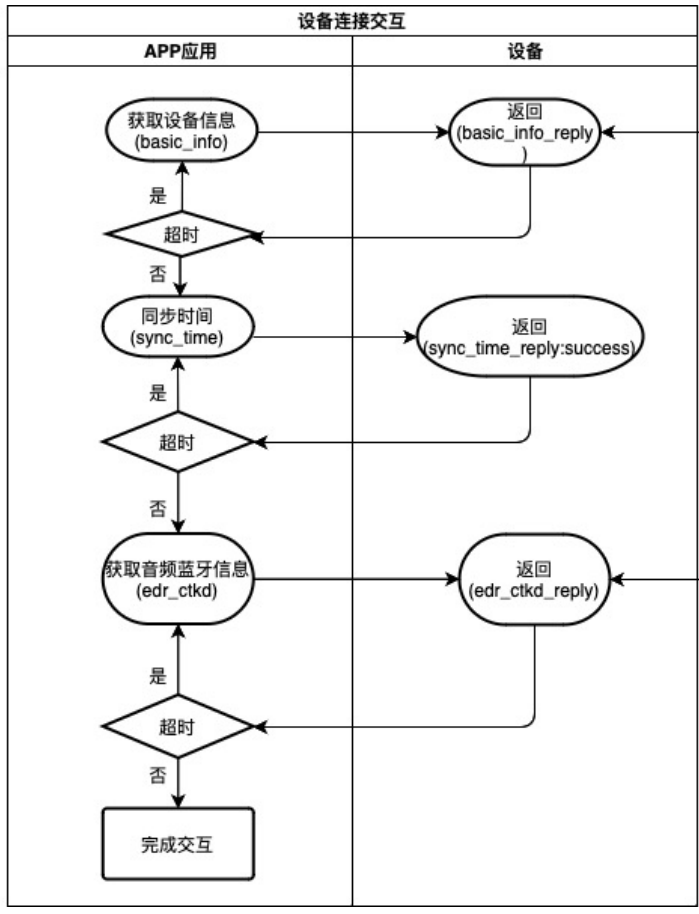 设备连接交互
APP应用
设备
获取设备信息
(basic_info)
返回
(basic_info_reply
)
是
超时
否
同步时间
(sync_time)
返回
(sync_time_reply:success)
是
超时
否
获取音频蓝牙信息
(edr_ctkd)
返回
(edr_ctkd_reply)
是
超时
否
完成交互